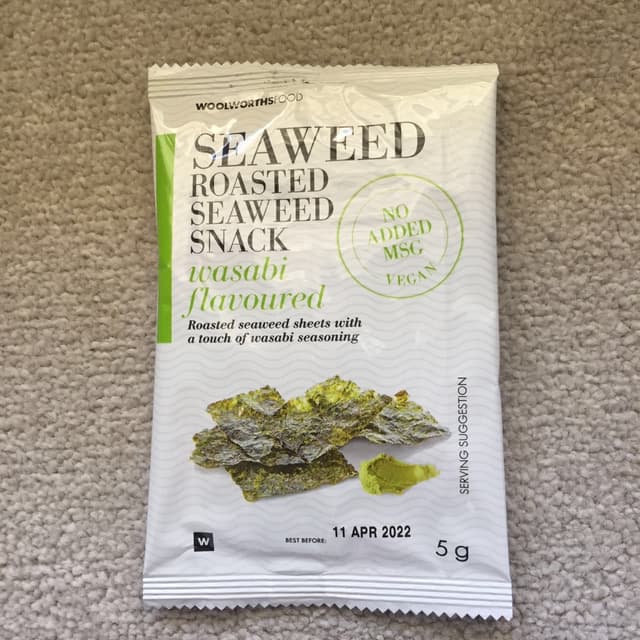 WOOLWORTHSFOOD
SEAWEED
ROASTED
SEAWEED
SNACK
wasabi
flavoured
Roasted seaweed sheets with
a touch of wasabi seasoning
NO
ADDED
MSG
VEGAN
SERVING SUGGESTION
W
BEST BEFORE: 11 APR 2022
5 g